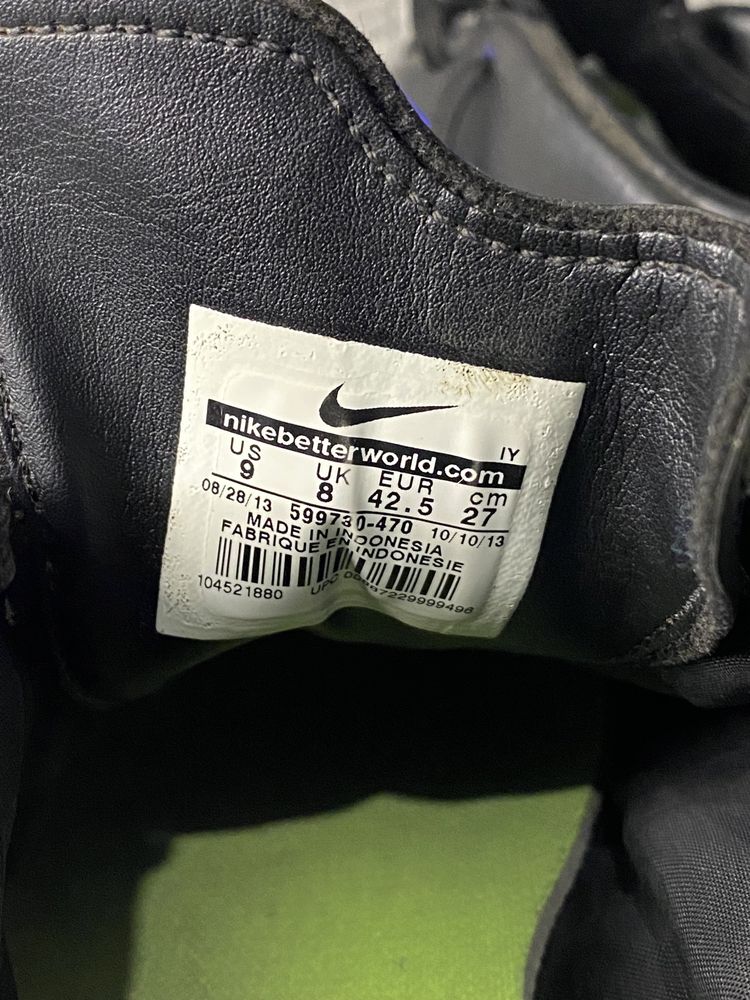 nikebetterworld.com
IY
US UK EUR cm
9 8 42.5 27
08/28/13 599730-470 10/10/13
MADE IN INDONESIA
FABRIQUE EN INDONESIE
104521880 UPC